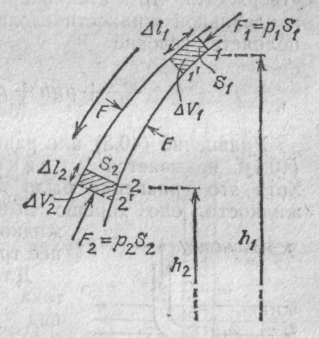 Δl₁
F₁=p₁S₁
1
1'
S₁
ΔV₁
F
F
S₂
Δl₂
2
2'
ΔV₂
F₂=p₂S₂
h₂
h₁